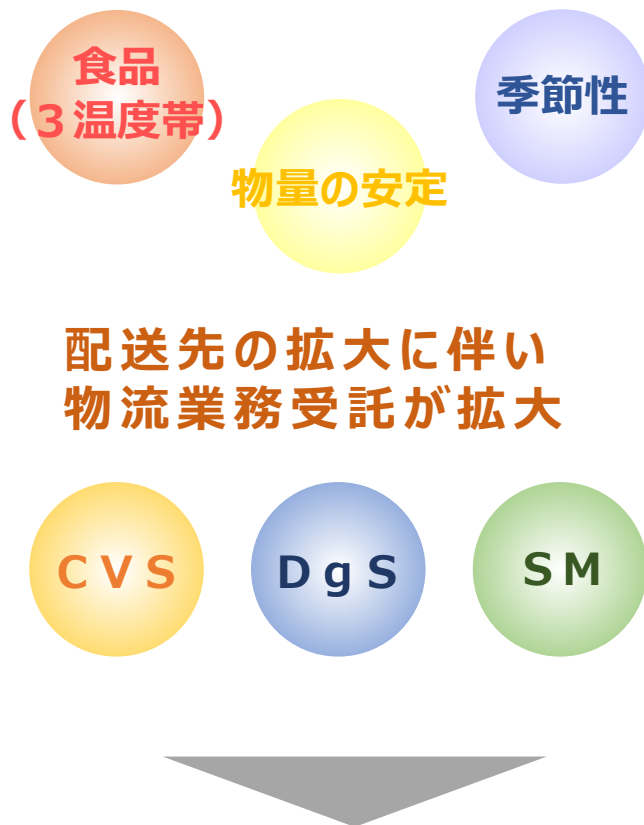 食品
（３温度帯）
季節性
物量の安定
配送先の拡大に伴い
物流業務受託が拡大
ＣＶＳ
ＤｇＳ
ＳＭ